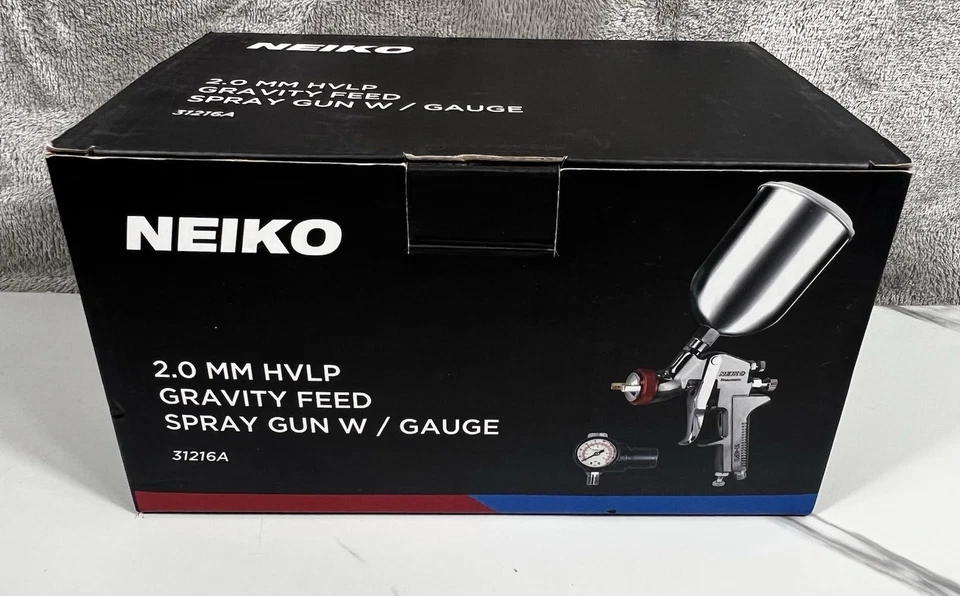 NEIKO
2.0 MM HVLP
GRAVITY FEED
SPRAY GUN W / GAUGE
31216A
NEIKO
2.0 MM HVLP
GRAVITY FEED
SPRAY GUN W / GAUGE
31216A
NEIKO